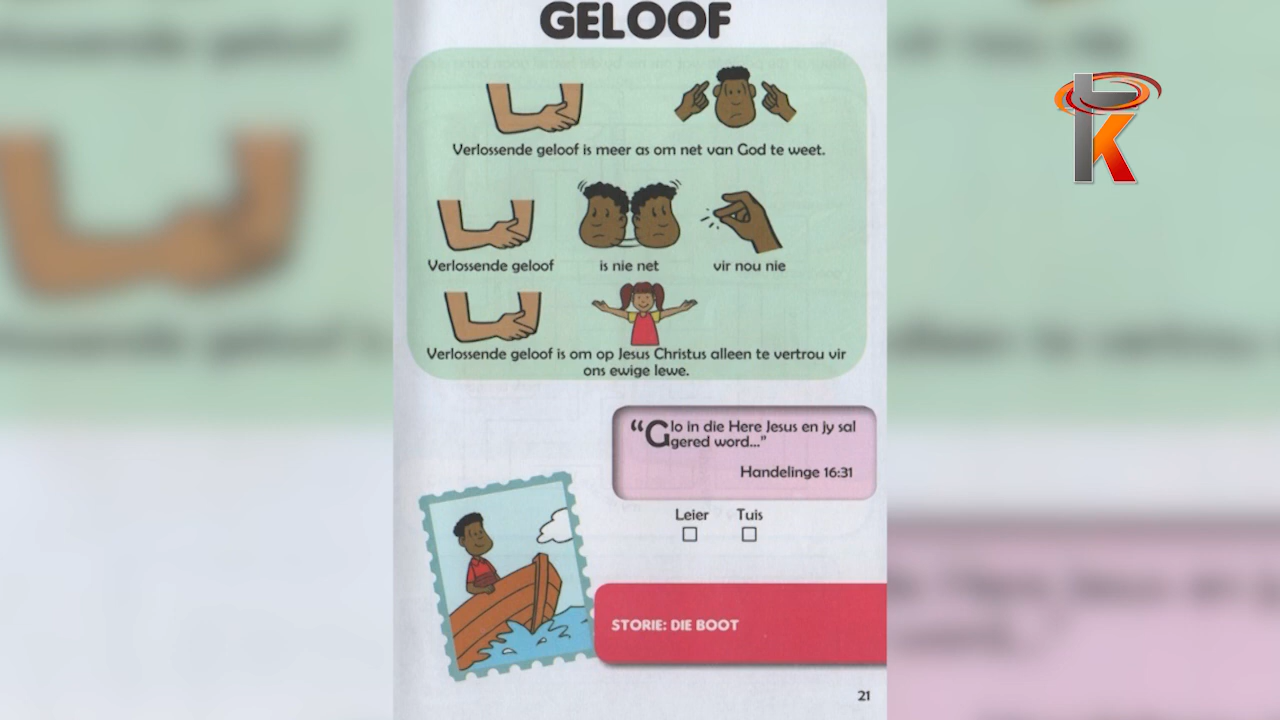 GELOOF
Verlossende geloof is meer as om net van God te weet.
Verlossende geloof is nie net vir nou nie
Verlossende geloof is om op Jesus Christus alleen te vertrou vir
ons ewige lewe.
“Glo in die Here Jesus en jy sal
gered word...”
Handelinge 16:31
Leier Tuis
STORIE: DIE BOOT
21
tK